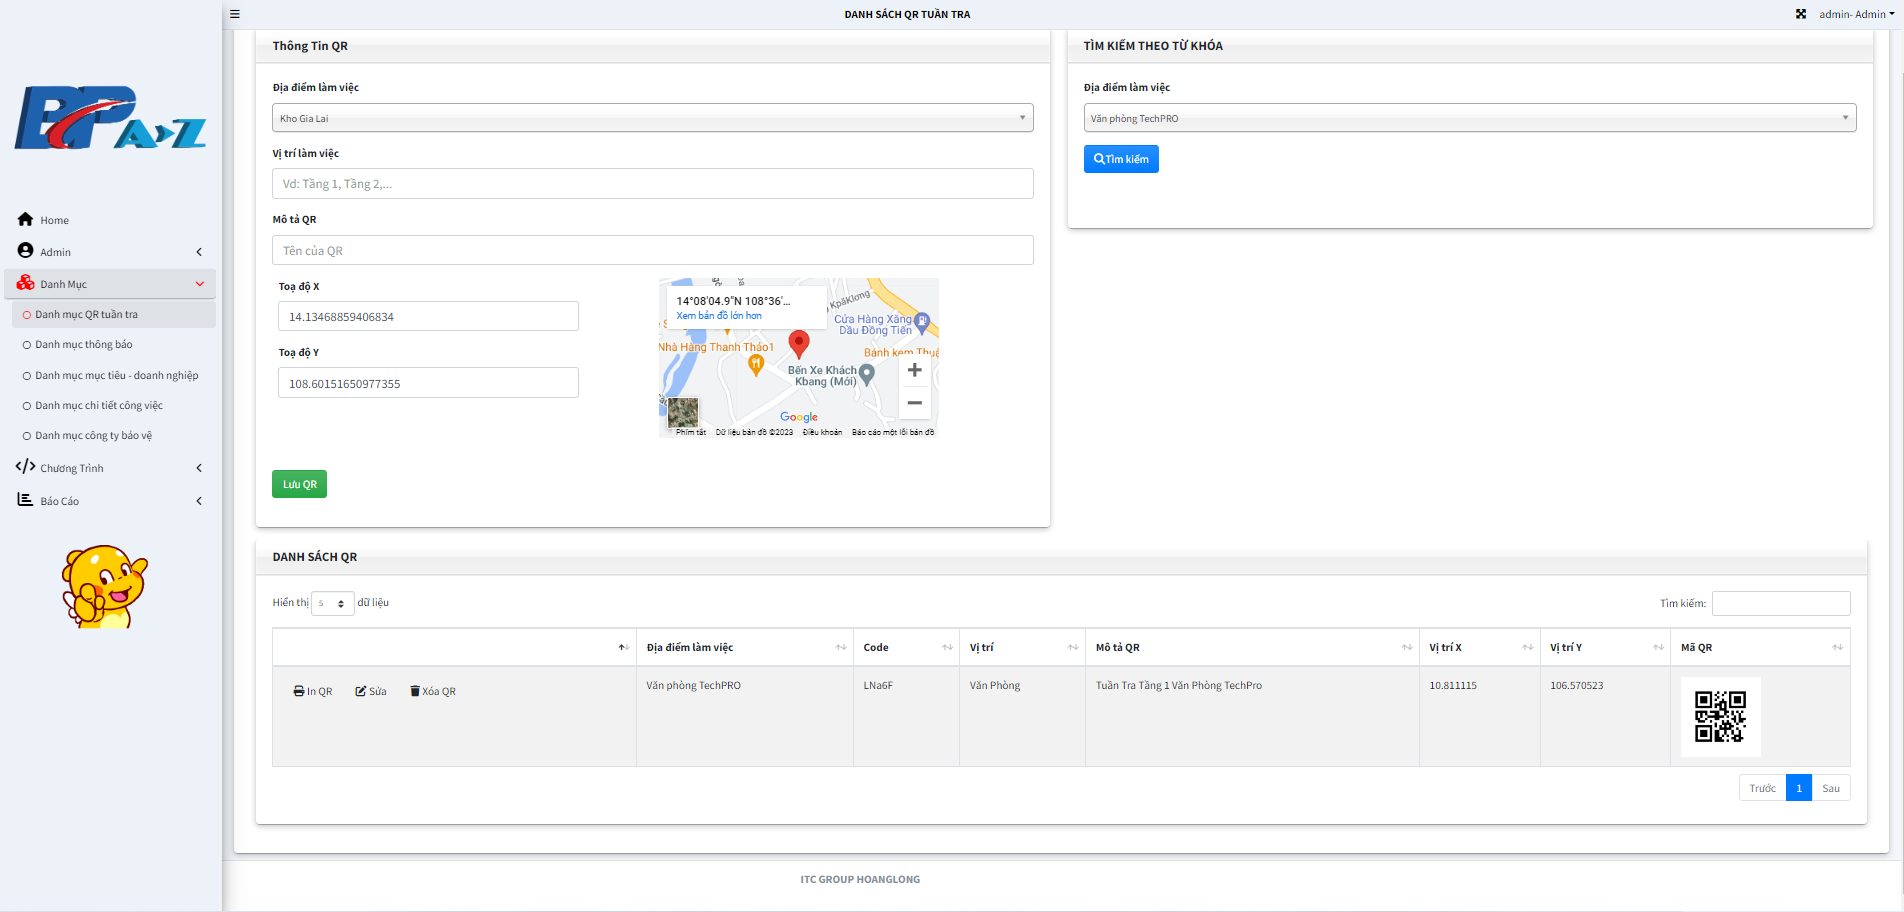 DANH SÁCH QR TUẦN TRA
admin- Admin
BP A>Z
Home
Admin
Danh Mục
Danh mục QR tuần tra
Danh mục thông báo
Danh mục mục tiêu - doanh nghiệp
Danh mục chi tiết công việc
Danh mục công ty bảo vệ
Chương Trình
Báo Cáo
Thông Tin QR
Địa điểm làm việc
Kho Gia Lai
Vị trí làm việc
Vd: Tầng 1, Tầng 2,...
Mô tả QR
Tên của QR
Toạ độ X
14.13468859406834
Toạ độ Y
108.60151650977355
14°08'04.9"N 108°36'...
Xem bản đồ lớn hơn
KpăKlong
Cửa Hàng Xăng
Dầu Đồng Tiến
Nhà Hàng Thanh Thảo1
Bánh kem Thu
Bến Xe Khách
Kbang (Mới)
Google
Phím tắt Dữ liệu bản đồ ©2023 Điều khoản Báo cáo một lỗi bản đồ
Lưu QR
TÌM KIẾM THEO TỪ KHÓA
Địa điểm làm việc
Văn phòng TechPRO
Tìm kiếm
DANH SÁCH QR
Hiển thị 5 dữ liệu
Tìm kiếm:
Địa điểm làm việc Code Vị trí Mô tả QR Vị trí X Vị trí Y Mã QR
In QR Sửa Xóa QR Văn phòng TechPRO LNa6F Văn Phòng Tuần Tra Tầng 1 Văn Phòng TechPro 10.811115 106.570523
Trước 1 Sau
ITC GROUP HOANGLONG